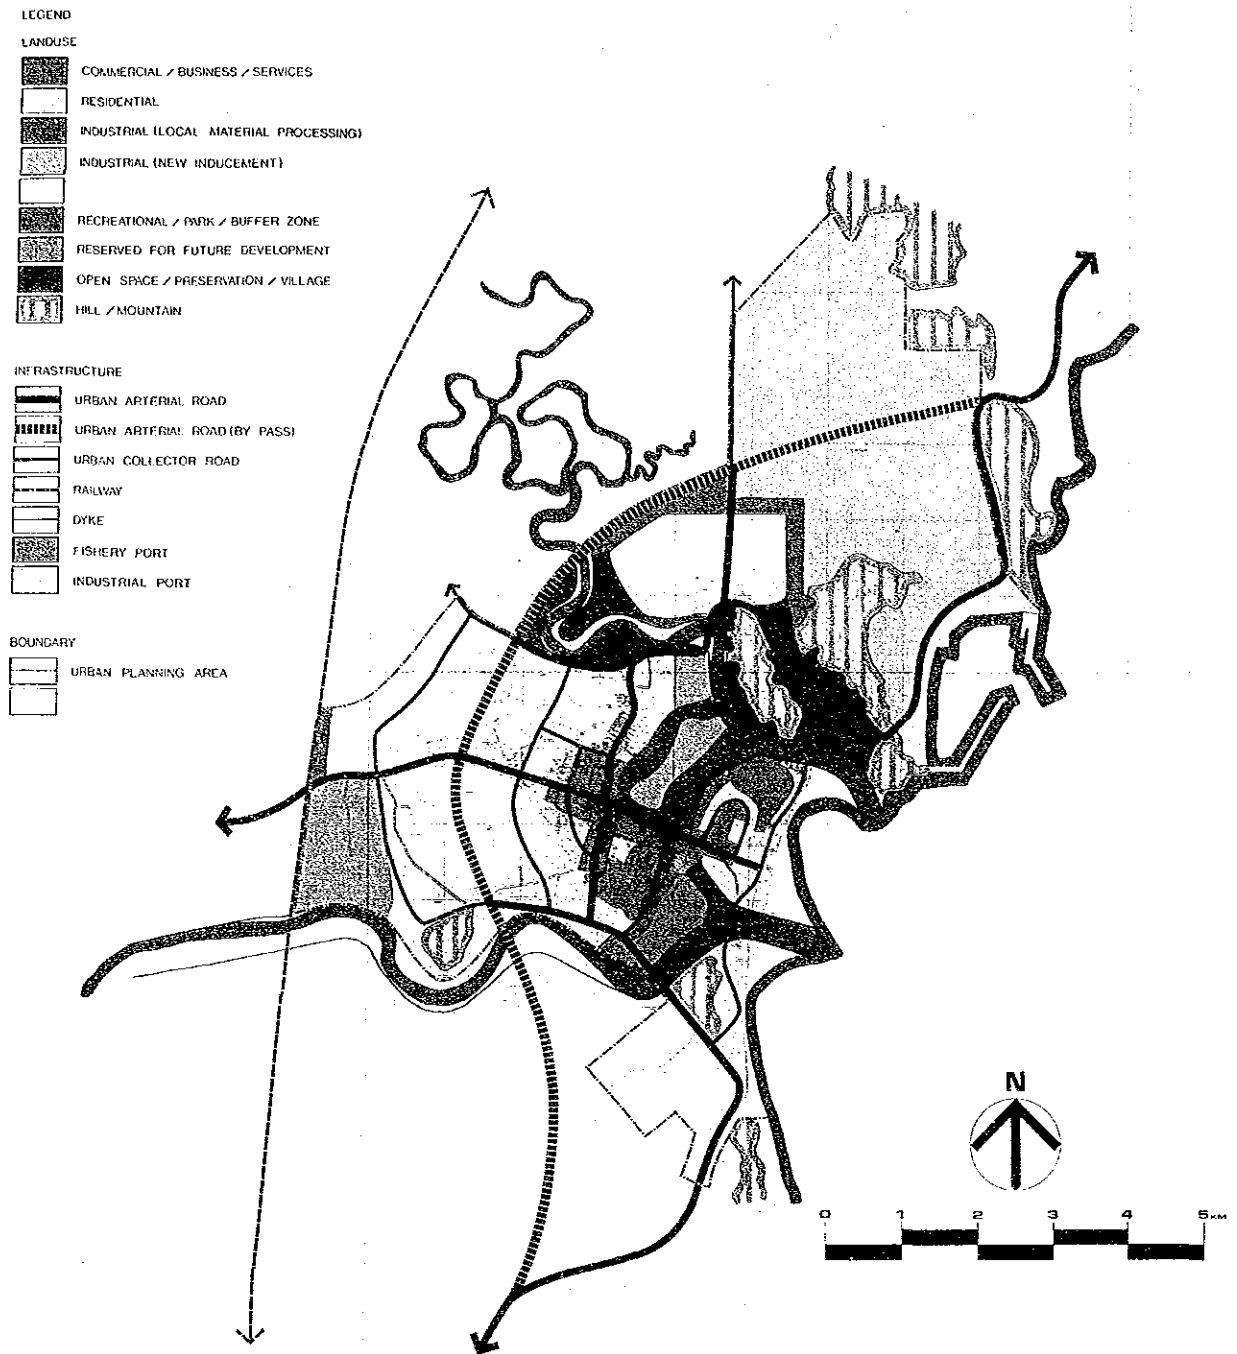 LEGEND
LANDUSE
COMMERCIAL / BUSINESS / SERVICES
RESIDENTIAL
INDUSTRIAL (LOCAL MATERIAL PROCESSING)
INDUSTRIAL (NEW INDUCEMENT)
RECREATIONAL / PARK / BUFFER ZONE
RESERVED FOR FUTURE DEVELOPMENT
OPEN SPACE / PRESERVATION / VILLAGE
HILL / MOUNTAIN
INFRASTRUCTURE
URBAN ARTERIAL ROAD
URBAN ARTERIAL ROAD (BY PASS)
URBAN COLLECTOR ROAD
RAILWAY
DYKE
FISHERY PORT
INDUSTRIAL PORT
BOUNDARY
URBAN PLANNING AREA
N
0 1 2 3 4 5 KM